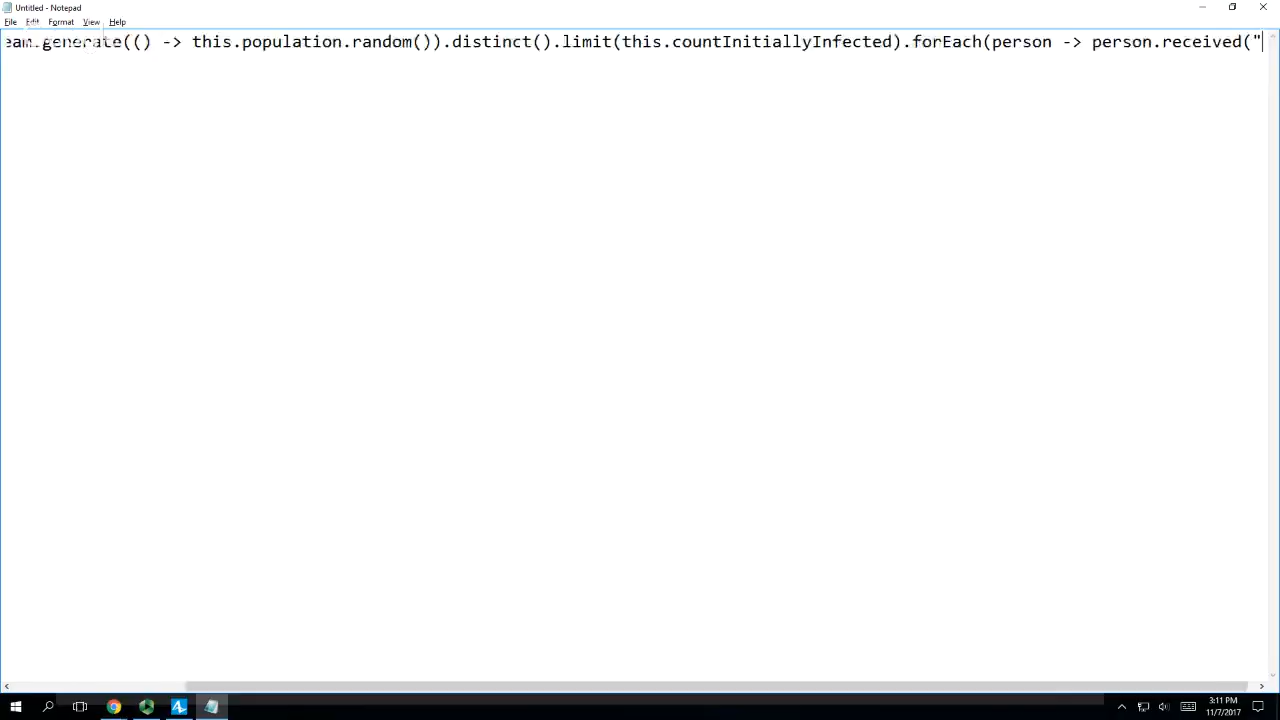 Untitled - Notepad
File Edit Format View Help
eam.generate(() -> this.population.random()).distinct().limit(this.countInitiallyInfected).forEach(person -> person.received("
3:11 PM
11/7/2017